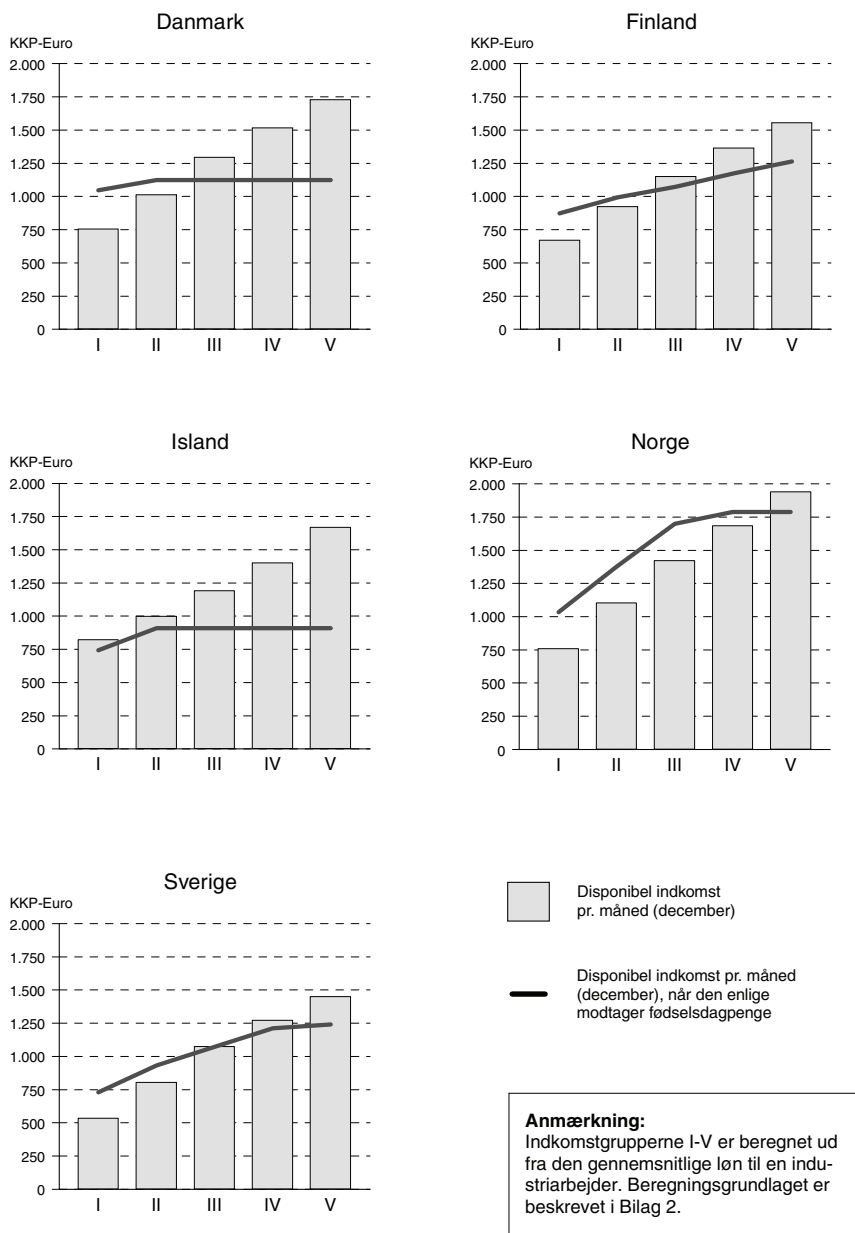 Danmark
KKP-Euro
2.000
1.750
1.500
1.250
1.000
750
500
250
0
I II III IV V
Finland
KKP-Euro
2.000
1.750
1.500
1.250
1.000
750
500
250
0
I II III IV V
Island
KKP-Euro
2.000
1.750
1.500
1.250
1.000
750
500
250
0
I II III IV V
Norge
KKP-Euro
2.000
1.750
1.500
1.250
1.000
750
500
250
0
I II III IV V
Sverige
KKP-Euro
2.000
1.750
1.500
1.250
1.000
750
500
250
0
I II III IV V
Disponibel indkomst
pr. måned (december)
Disponibel indkomst pr. måned
(december), når den enlige
modtager fødselsdagpenge
Anmærkning:
Indkomstgrupperne I-V er beregnet ud
fra den gennemsnitlige løn til en indu-
striarbejder. Beregningsgrundlaget er
beskrevet i Bilag 2.